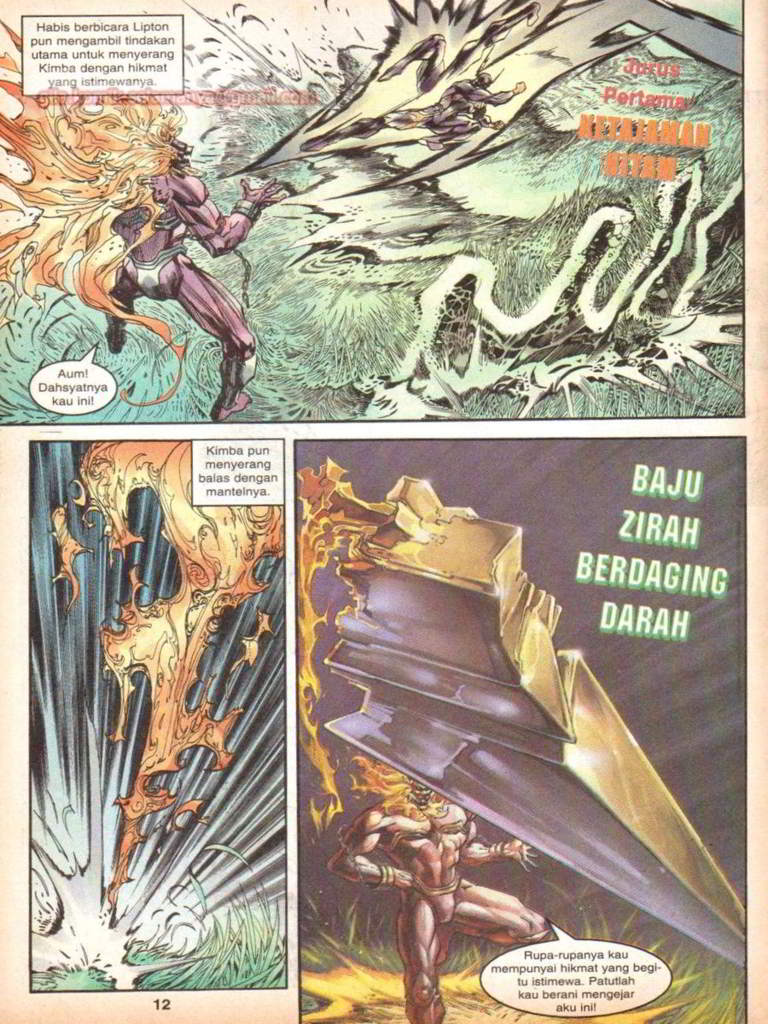 Habis berbicara Lipton
pun mengambil tindakan
utama untuk menyerang
Kimba dengan hikmat
yang istimewanya.
Jurus
Pertama
KETAJAMAN
HITAM
Aum!
Dahsyatnya
kau ini!
Kimba pun
menyerang
balas dengan
mantelnya.
BAJU
ZIRAH
BERDAGING
DARAH
Rupa-rupanya kau
mempunyai hikmat yang begi-
tu istimewa. Patutlah
kau berani mengejar
aku ini!
12